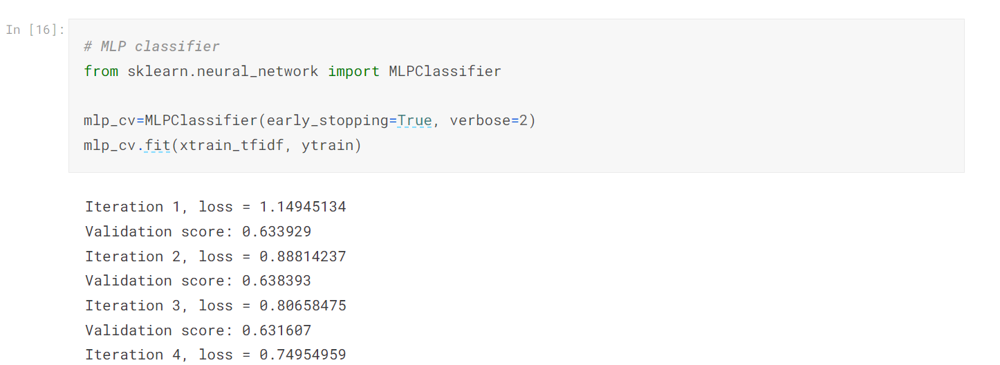 In [16]:
# MLP classifier
from sklearn.neural_network import MLPClassifier
mlp_cv=MLPClassifier(early_stopping=True, verbose=2)
mlp_cv.fit(xtrain_tfidf, ytrain)
Iteration 1, loss = 1.14945134
Validation score: 0.633929
Iteration 2, loss = 0.88814237
Validation score: 0.638393
Iteration 3, loss = 0.80658475
Validation score: 0.631607
Iteration 4, loss = 0.74954959